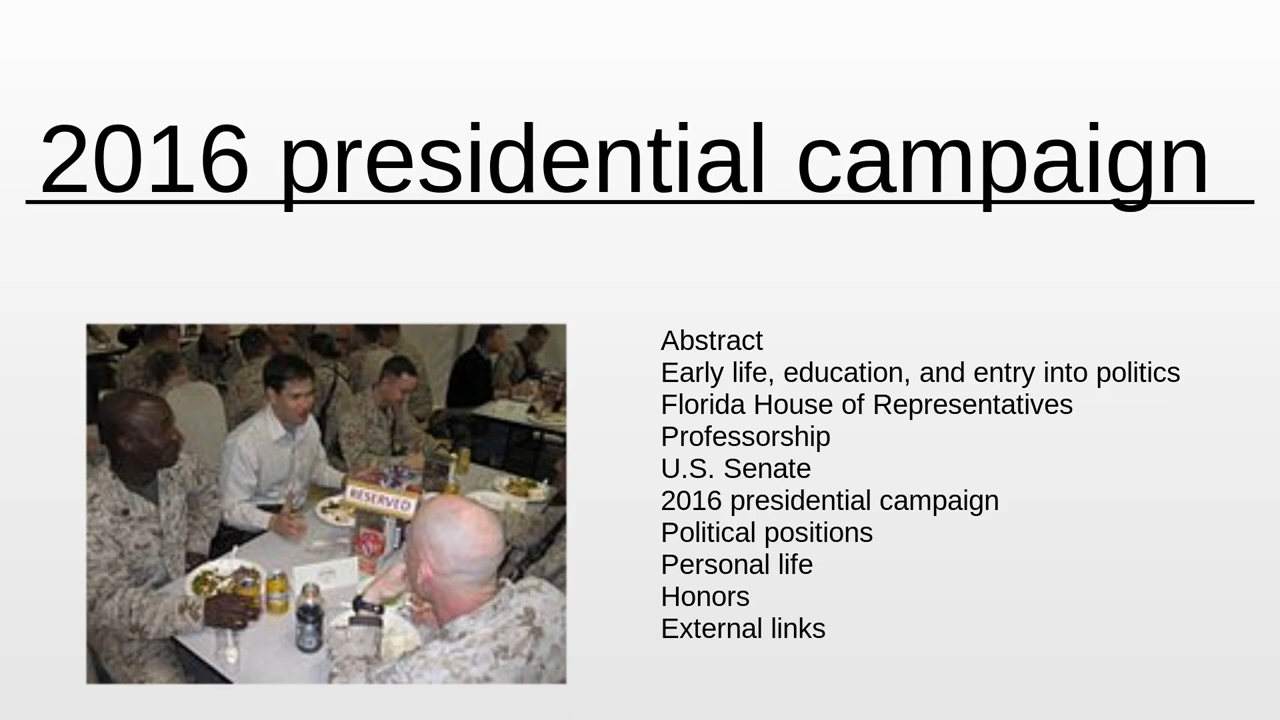 2016 presidential campaign
RESERVED
Abstract
Early life, education, and entry into politics
Florida House of Representatives
Professorship
U.S. Senate
2016 presidential campaign
Political positions
Personal life
Honors
External links